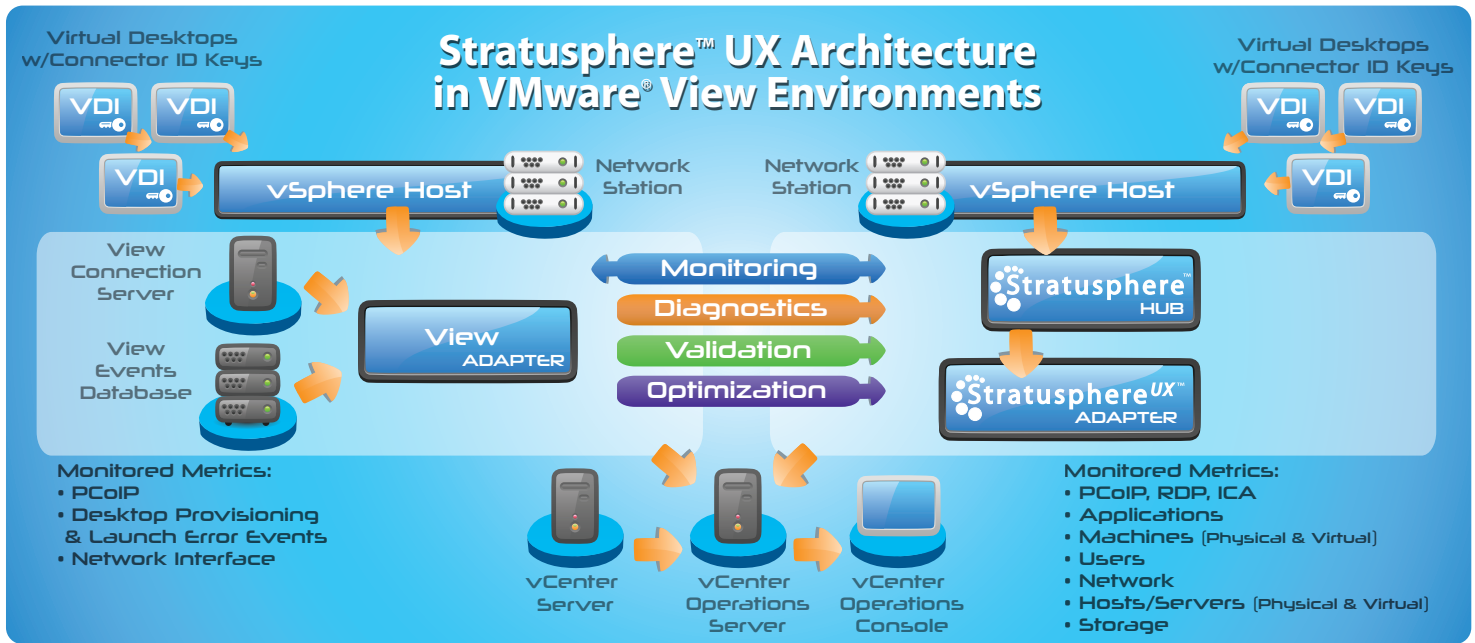 Stratusphere™ UX Architecture
in VMware® View Environments
Virtual Desktops
w/Connector ID Keys
VDI
VDI
VDI
vSphere Host
Network
Station
Virtual Desktops
w/Connector ID Keys
VDI
VDI
VDI
Network
Station
vSphere Host
View
Connection
Server
View
Events
Database
View
ADAPTER
Monitoring
Diagnostics
Validation
Optimization
Stratusphere™
HUB
Stratusphere UX™
ADAPTER
Monitored Metrics:
• PCoIP
• Desktop Provisioning
& Launch Error Events
• Network Interface
vCenter
Server
vCenter
Operations
Server
vCenter
Operations
Console
Monitored Metrics:
• PCoIP, RDP, ICA
• Applications
• Machines (Physical & Virtual)
• Users
• Network
• Hosts/Servers (Physical & Virtual)
• Storage